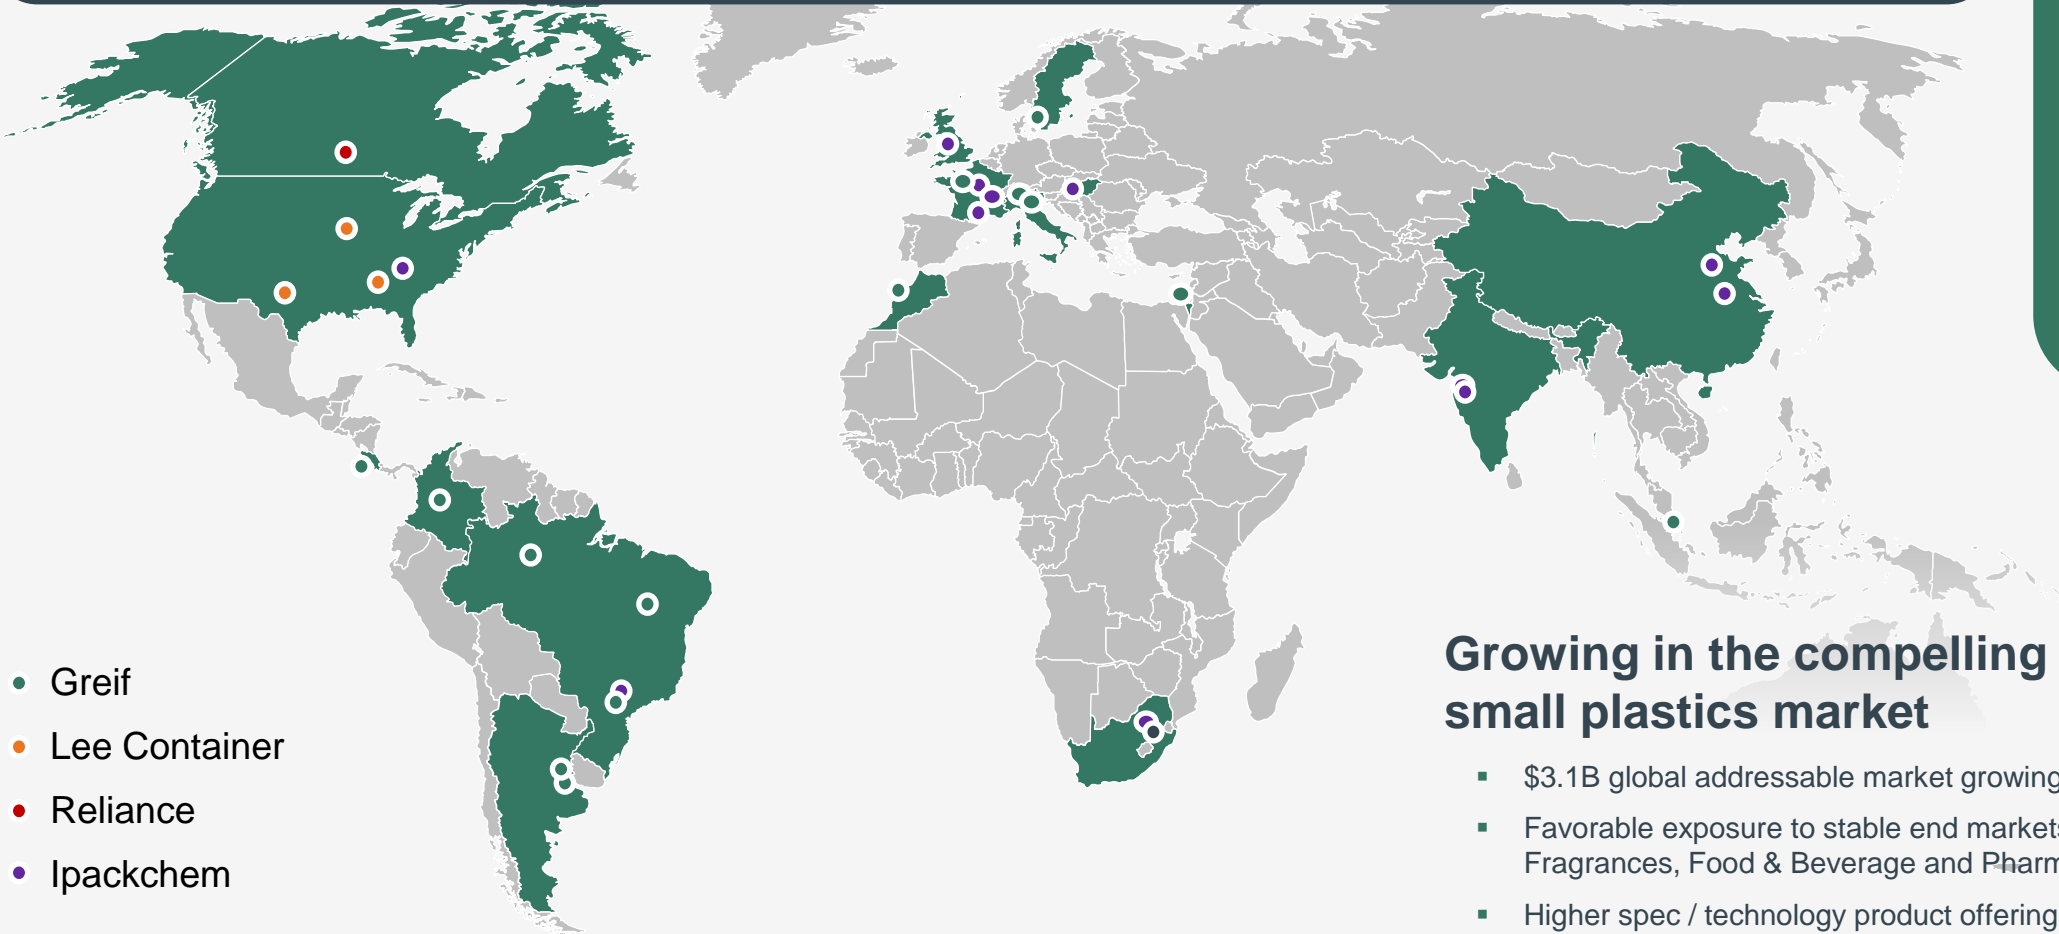 Greif
Lee Container
Reliance
Ipackchem
Growing in the compelling
small plastics market
▪ $3.1B global addressable market growing
▪ Favorable exposure to stable end markets
Fragrances, Food & Beverage and Pharm
▪ Higher spec / technology product offering